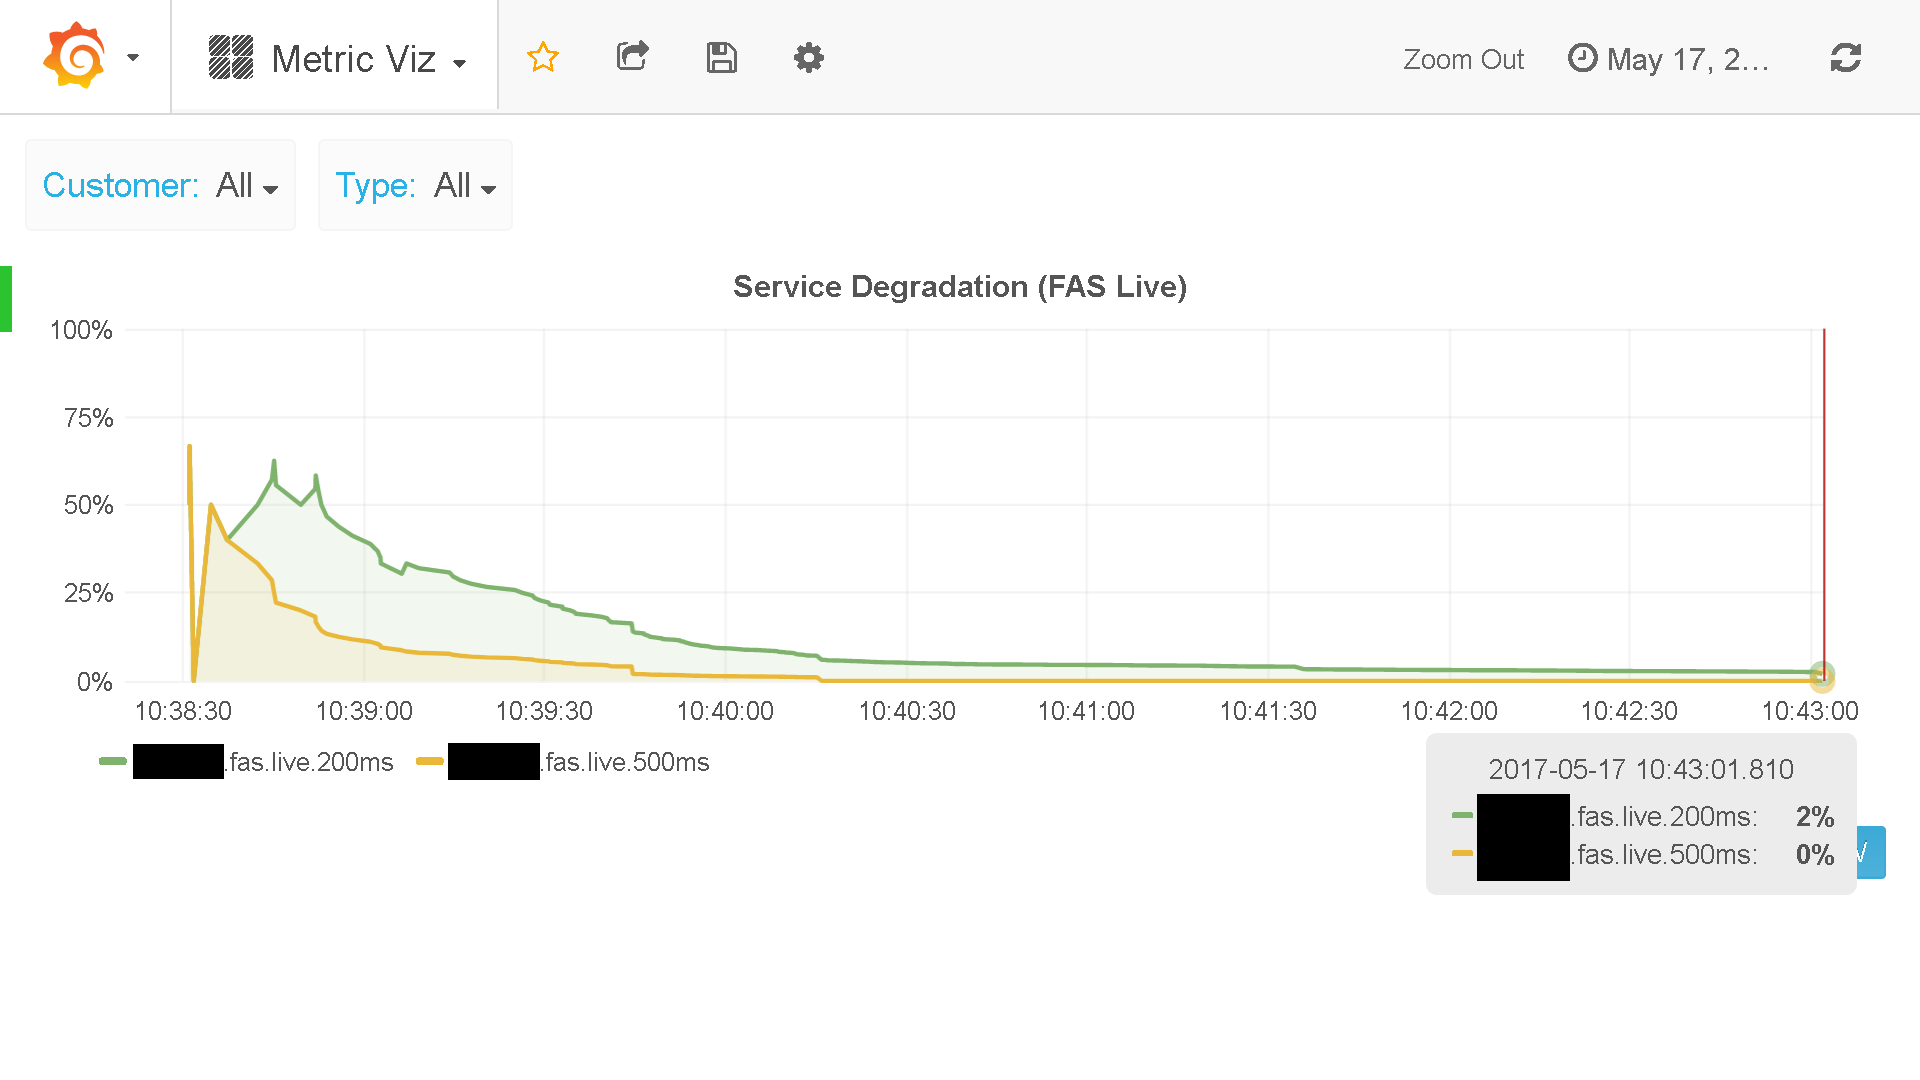 Metric Viz
Zoom Out
May 17, 2...
Customer: All
Type: All
Service Degradation (FAS Live)
100%
75%
50%
25%
0%
10:38:30 10:39:00 10:39:30 10:40:00 10:40:30 10:41:00 10:41:30 10:42:00 10:42:30 10:43:00
.fas.live.200ms .fas.live.500ms
2017-05-17 10:43:01.810
.fas.live.200ms: 2%
.fas.live.500ms: 0%